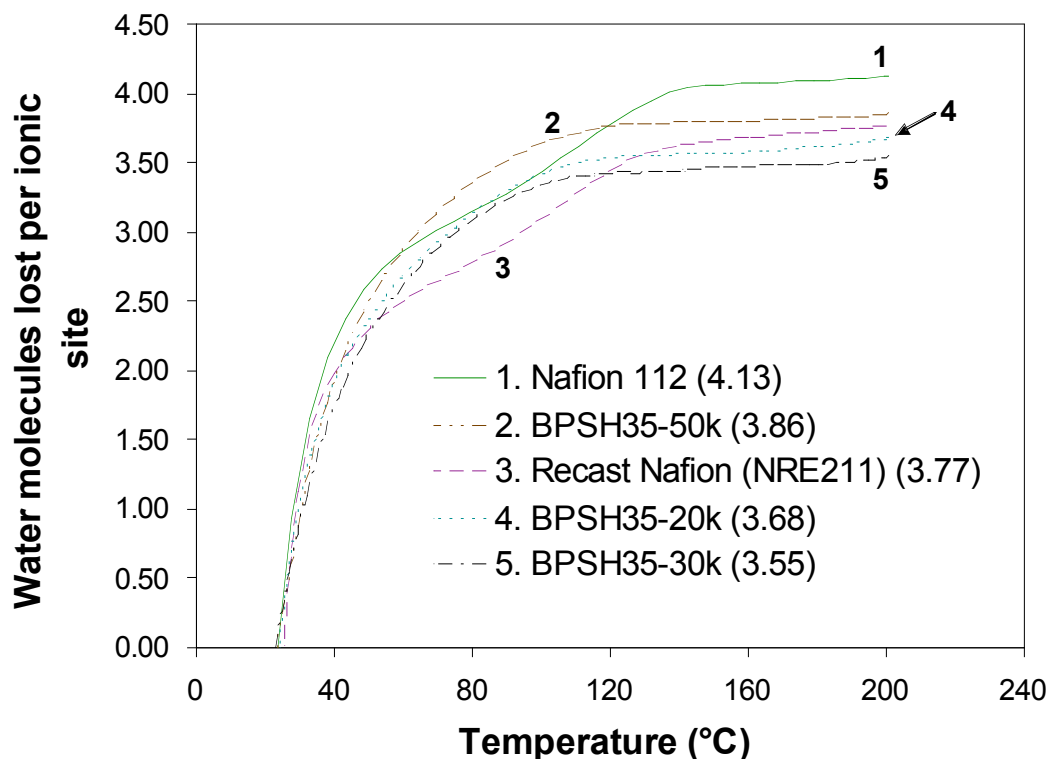 4.50
4.00
3.50
3.00
2.50
2.00
1.50
1.00
0.50
0.00
Water molecules lost per ionic
site
1
2
4
5
3
1. Nafion 112 (4.13)
2. BPSH35-50k (3.86)
3. Recast Nafion (NRE211) (3.77)
4. BPSH35-20k (3.68)
5. BPSH35-30k (3.55)
0 40 80 120 160 200 240
Temperature (°C)